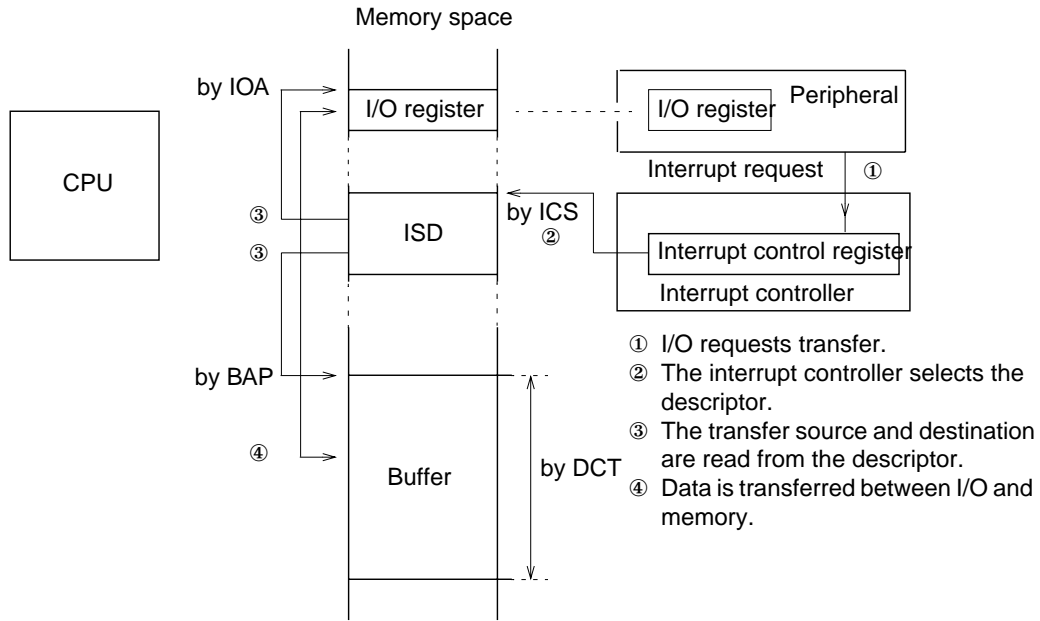 Memory space
by IOA
I/O register
I/O register
Peripheral
CPU
Interrupt request
①
③
ISD
by ICS
②
③
Interrupt control register
Interrupt controller
by BAP
④
Buffer
by DCT
① I/O requests transfer.
② The interrupt controller selects the
descriptor.
③ The transfer source and destination
are read from the descriptor.
④ Data is transferred between I/O and
memory.